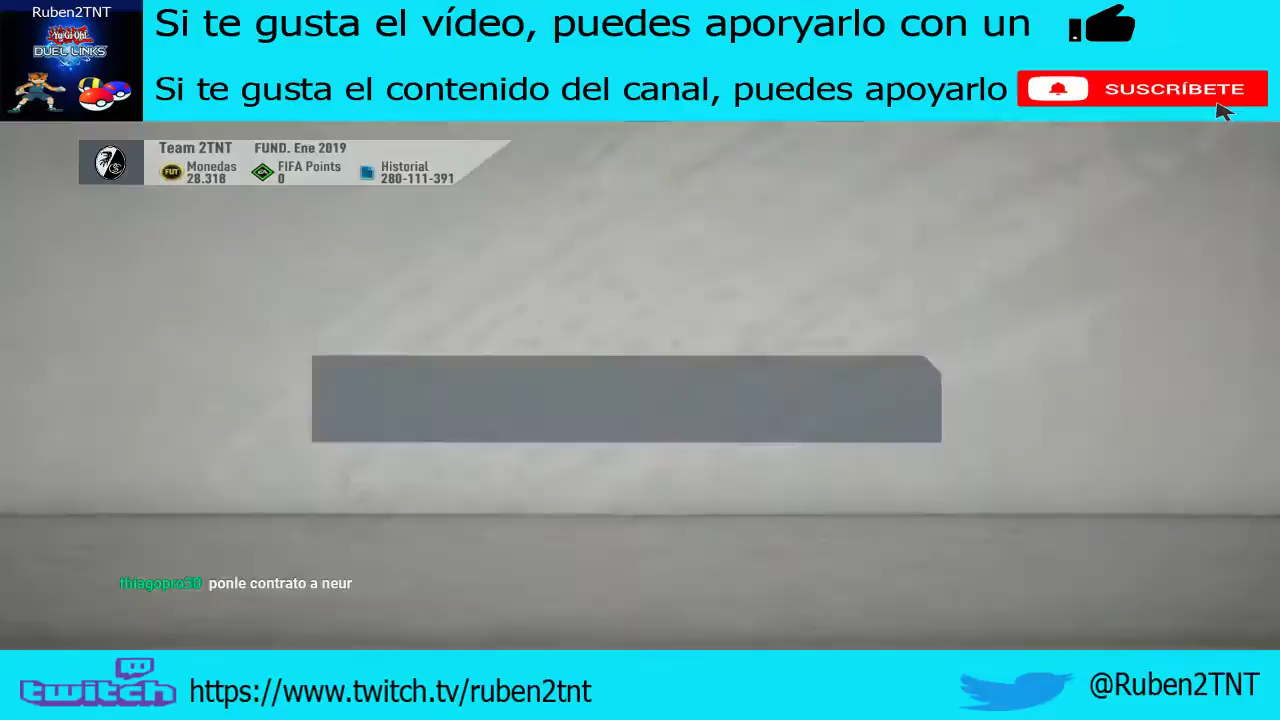 Ruben2TNT
Yu-Gi-Oh!
DUEL LINKS
Si te gusta el vídeo, puedes aporyarlo con un
Si te gusta el contenido del canal, puedes apoyarlo
SUSCRÍBETE
Team 2TNT FUND. Ene 2019
FUT Monedas 28.318
FIFA Points 0
Historial 280-111-391
thiagopro50 ponle contrato a neur
twitch https://www.twitch.tv/ruben2tnt
@Ruben2TNT